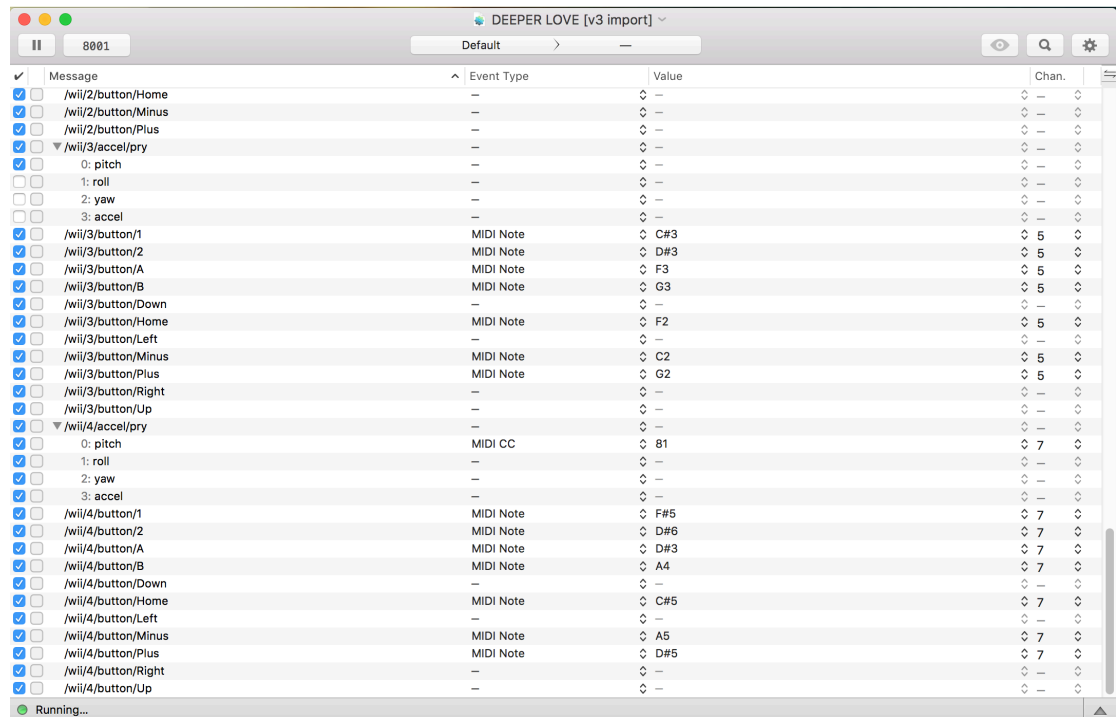 DEEPER LOVE [v3 import]
8001 Default —
✔ Message Event Type Value Chan.
/wii/2/button/Home — — —
/wii/2/button/Minus — — —
/wii/2/button/Plus — — —
/wii/3/accel/pry — — —
0: pitch — — —
1: roll — — —
2: yaw — — —
3: accel — — —
/wii/3/button/1 MIDI Note C#3 5
/wii/3/button/2 MIDI Note D#3 5
/wii/3/button/A MIDI Note F3 5
/wii/3/button/B MIDI Note G3 5
/wii/3/button/Down — — —
/wii/3/button/Home MIDI Note F2 5
/wii/3/button/Left — — —
/wii/3/button/Minus MIDI Note C2 5
/wii/3/button/Plus MIDI Note G2 5
/wii/3/button/Right — — —
/wii/3/button/Up — — —
/wii/4/accel/pry — — —
0: pitch MIDI CC 81 7
1: roll — — —
2: yaw — — —
3: accel — — —
/wii/4/button/1 MIDI Note F#5 7
/wii/4/button/2 MIDI Note D#6 7
/wii/4/button/A MIDI Note D#3 7
/wii/4/button/B MIDI Note A4 7
/wii/4/button/Down — — —
/wii/4/button/Home MIDI Note C#5 7
/wii/4/button/Left — — —
/wii/4/button/Minus MIDI Note A5 7
/wii/4/button/Plus MIDI Note D#5 7
/wii/4/button/Right — — —
/wii/4/button/Up — — —
Running...